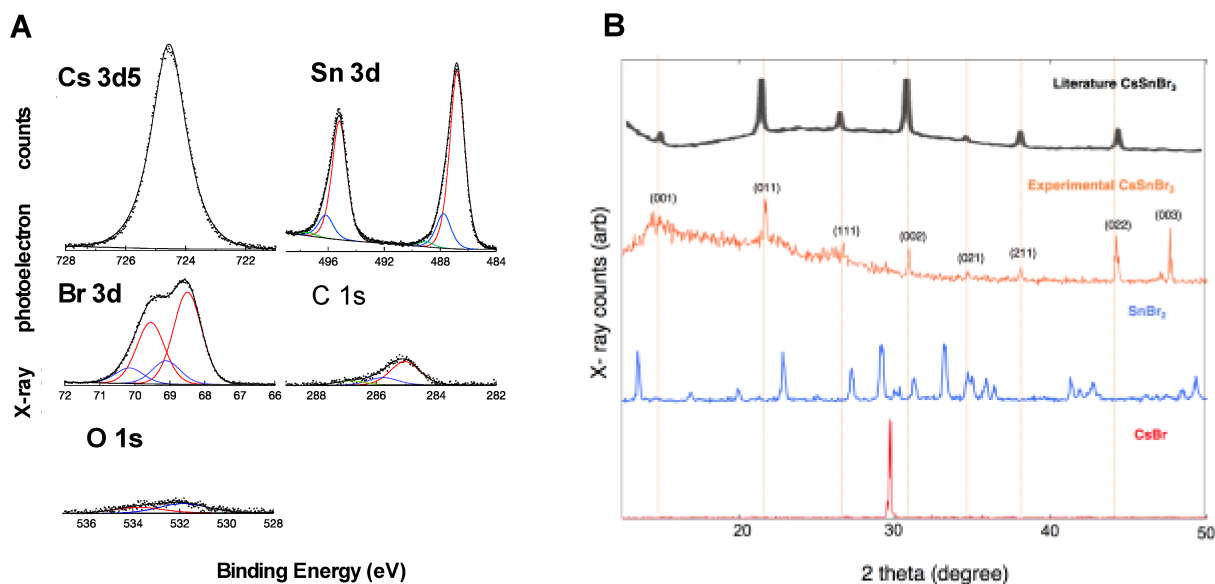 A
Cs 3d5
Sn 3d
728 726 724 722
496 492 488 484
Br 3d
C 1s
72 71 70 69 68 67 66
288 286 284 282
O 1s
536 534 532 530 528
X-ray photoelectron counts
Binding Energy (eV)
B
Literature CsSnBr3
Experimental CsSnBr3
(001)
(011)
(111)
(002)
(021)
(211)
(022)
(003)
SnBr2
CsBr
20 30 40 50
X- ray counts (arb)
2 theta (degree)